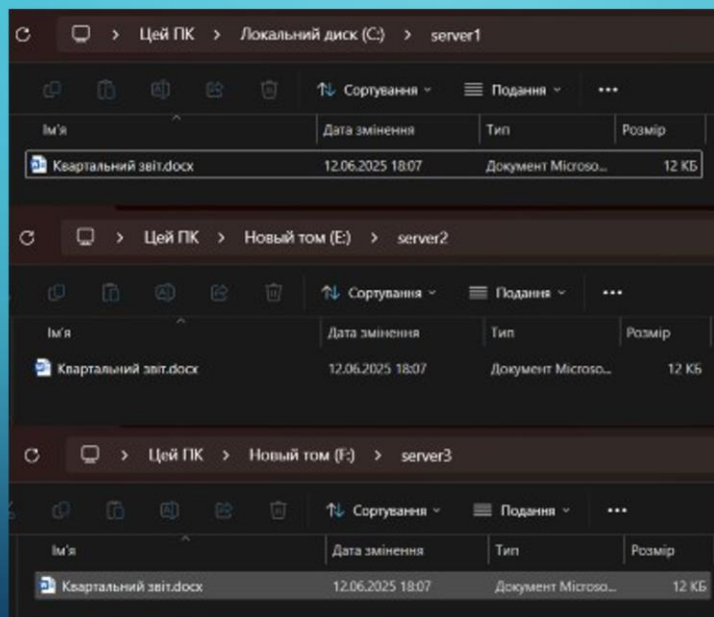 Цей ПК > Локальний диск (C:) > server1
Сортування Подання •••
Ім'я Дата змінення Тип Розмір
Квартальний звіт.docx 12.06.2025 18:07 Документ Microso... 12 КБ
Цей ПК > Новый том (E:) > server2
Сортування Подання •••
Ім'я Дата змінення Тип Розмір
Квартальний звіт.docx 12.06.2025 18:07 Документ Microso... 12 КБ
Цей ПК > Новый том (F:) > server3
Сортування Подання •••
Ім'я Дата змінення Тип Розмір
Квартальний звіт.docx 12.06.2025 18:07 Документ Microso... 12 КБ